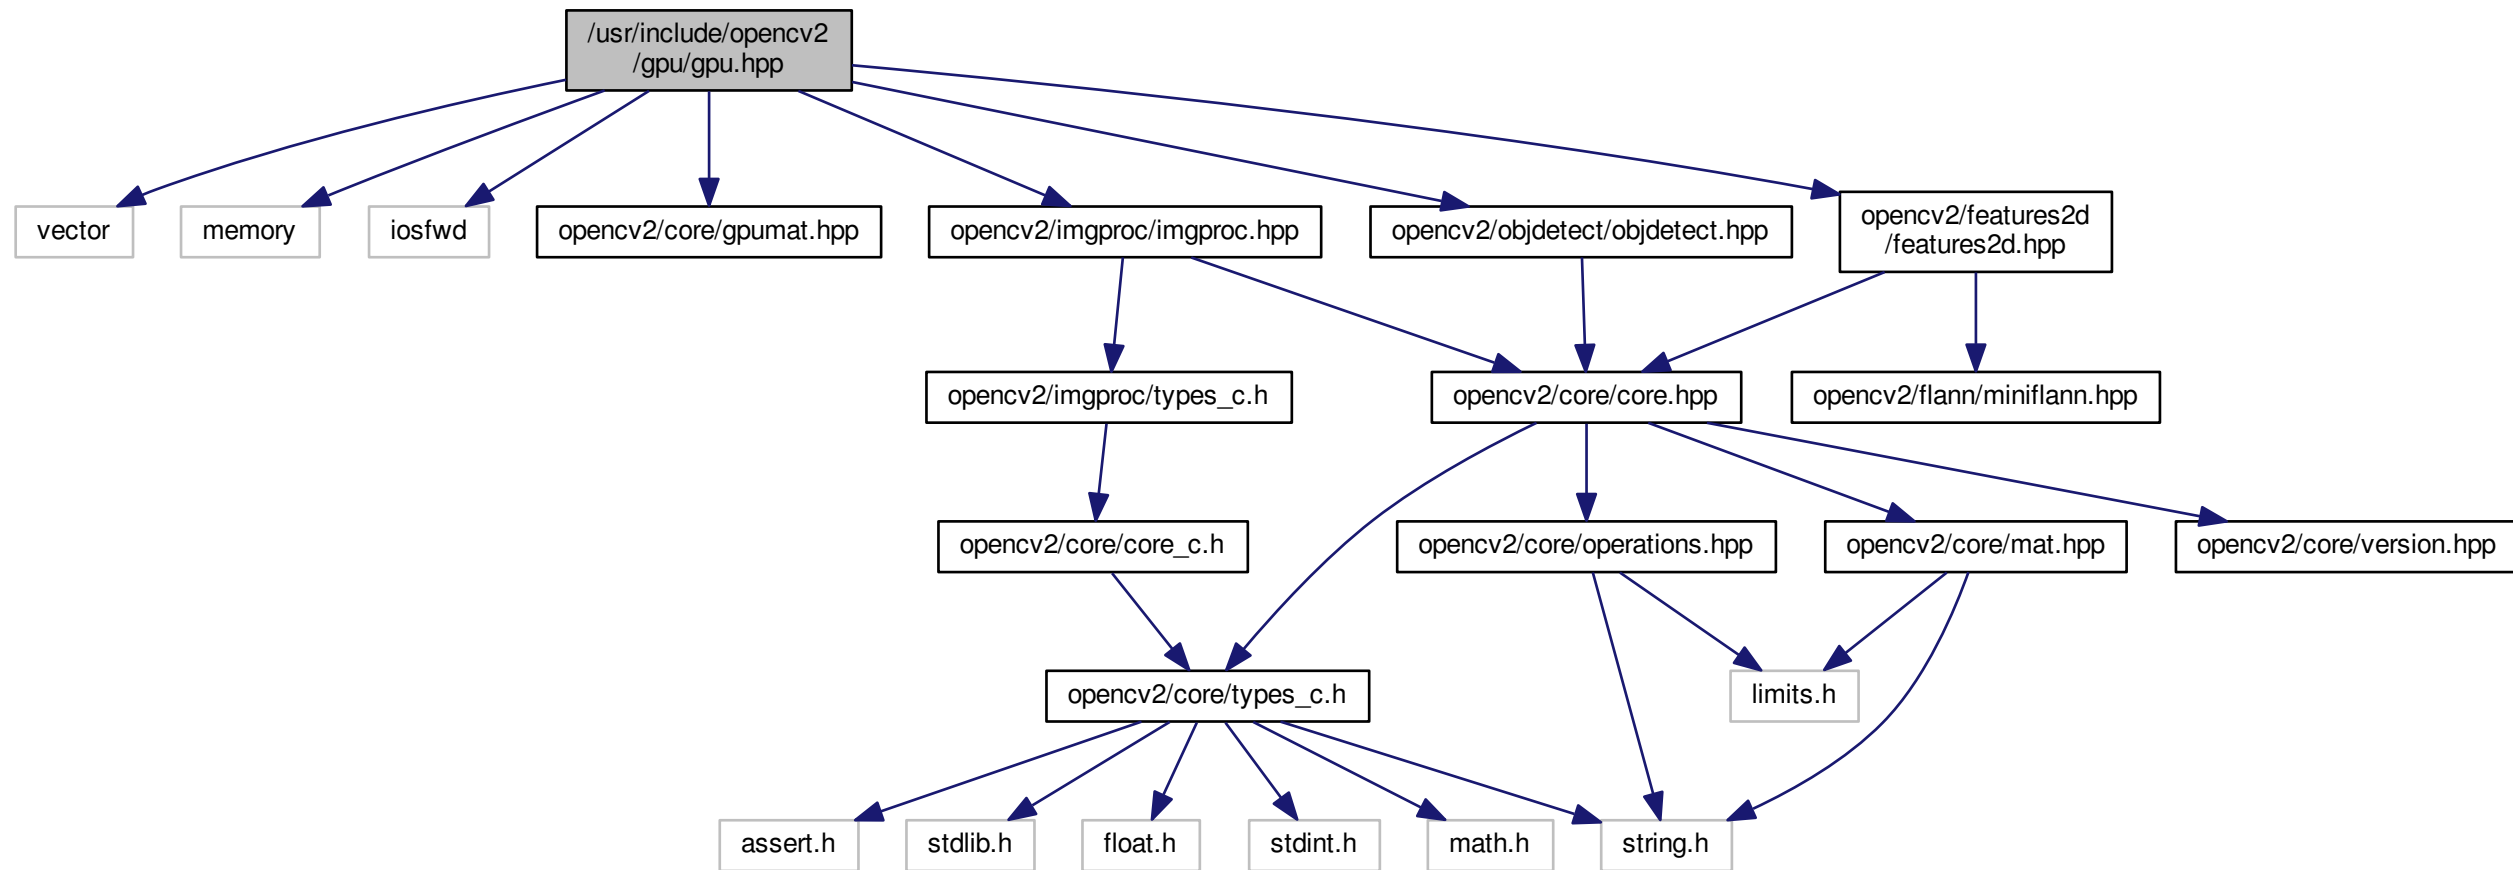 /usr/include/opencv2
/gpu/gpu.hpp
vector
memory
iosfwd
opencv2/core/gpumat.hpp
opencv2/imgproc/imgproc.hpp
opencv2/objdetect/objdetect.hpp
opencv2/features2d
/features2d.hpp
opencv2/imgproc/types_c.h
opencv2/core/core.hpp
opencv2/flann/miniflann.hpp
opencv2/core/core_c.h
opencv2/core/operations.hpp
opencv2/core/mat.hpp
opencv2/core/version.hpp
opencv2/core/types_c.h
limits.h
assert.h
stdlib.h
float.h
stdint.h
math.h
string.h